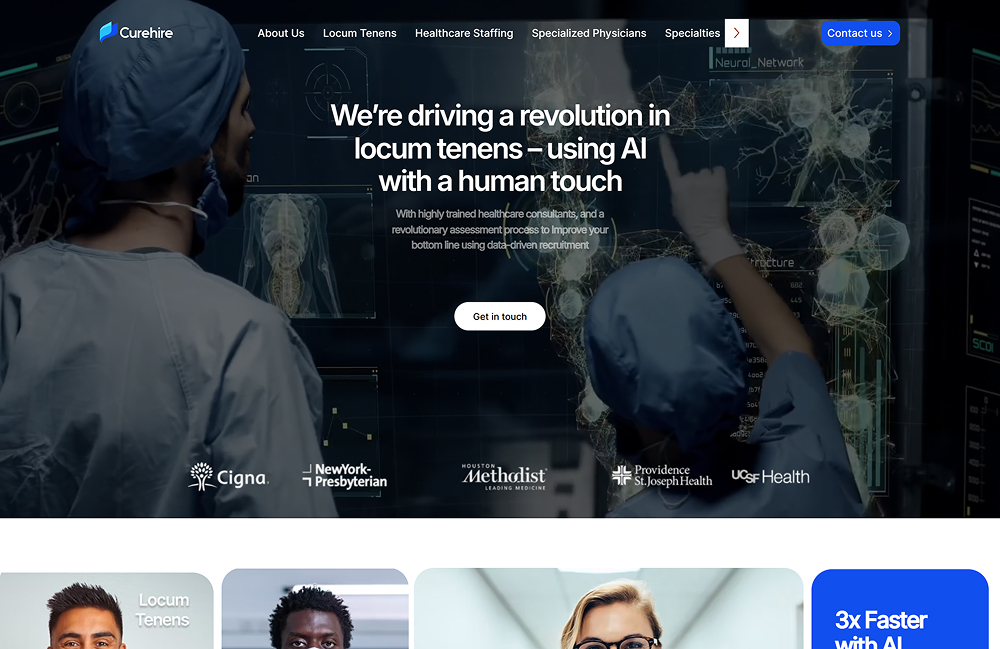 Curehire
About Us
Locum Tenens
Healthcare Staffing
Specialized Physicians
Specialties
Contact us
Neural_Network
We’re driving a revolution in
locum tenens – using AI
with a human touch
With highly trained healthcare consultants, and a
revolutionary assessment process to Improve your
bottom line using data-driven recruitment
Get in touch
Cigna
NewYork-
Presbyterian
HOUSTON
Methodist
LEADING MEDICINE
Providence
St.Joseph Health
UCSF Health
Locum
Tenens
3x Faster
with AI